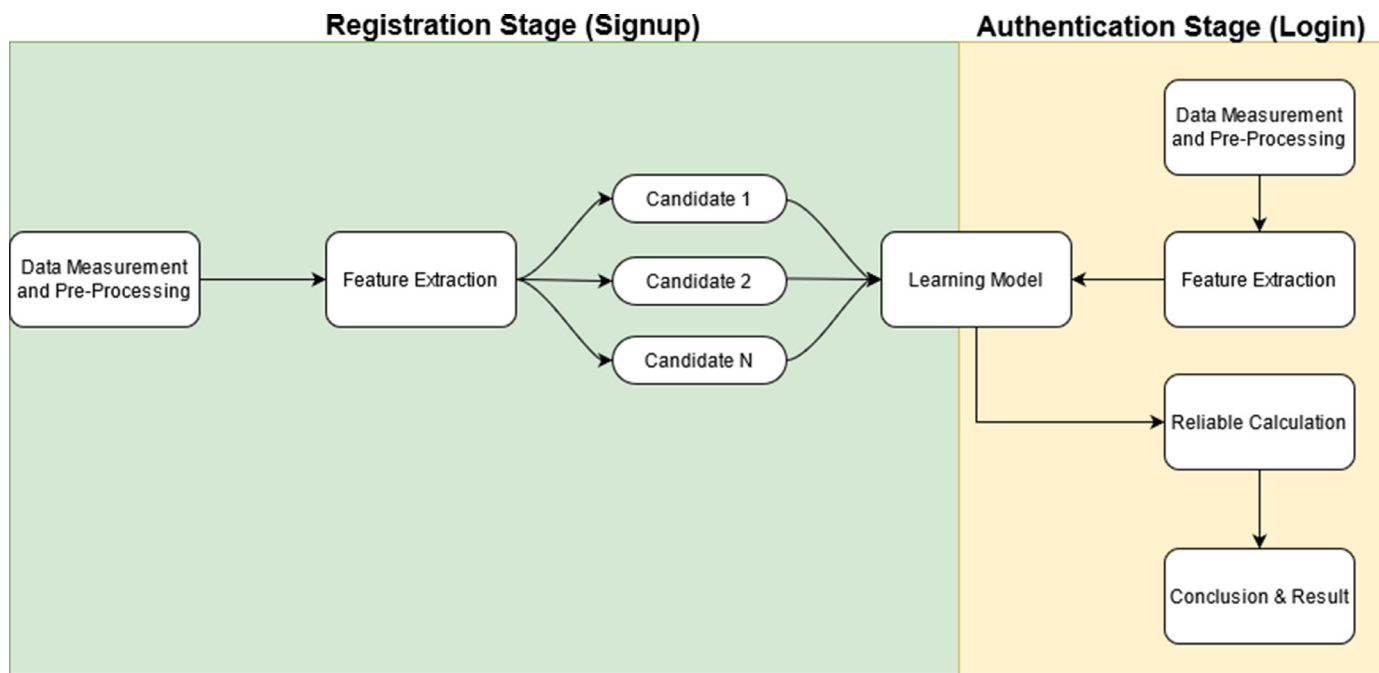 Registration Stage (Signup)
Authentication Stage (Login)
Data Measurement
and Pre-Processing
Feature Extraction
Candidate 1
Candidate 2
Candidate N
Learning Model
Data Measurement
and Pre-Processing
Feature Extraction
Reliable Calculation
Conclusion & Result